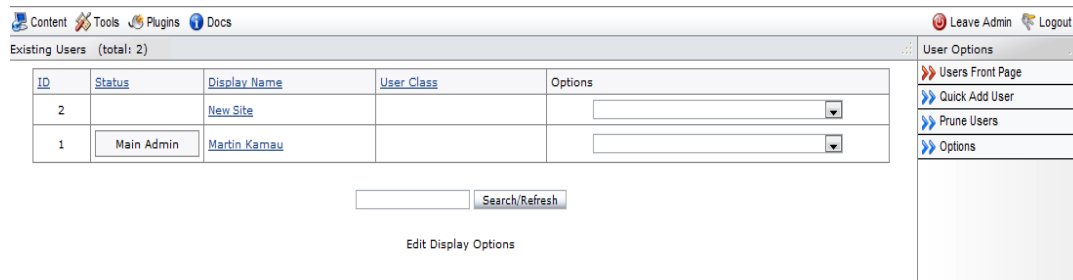 Content Tools Plugins Docs Leave Admin Logout
Existing Users (total: 2)
User Options
ID Status Display Name User Class Options
2 New Site
1 Main Admin Martin Kamau
Search/Refresh
Edit Display Options
Users Front Page
Quick Add User
Prune Users
Options